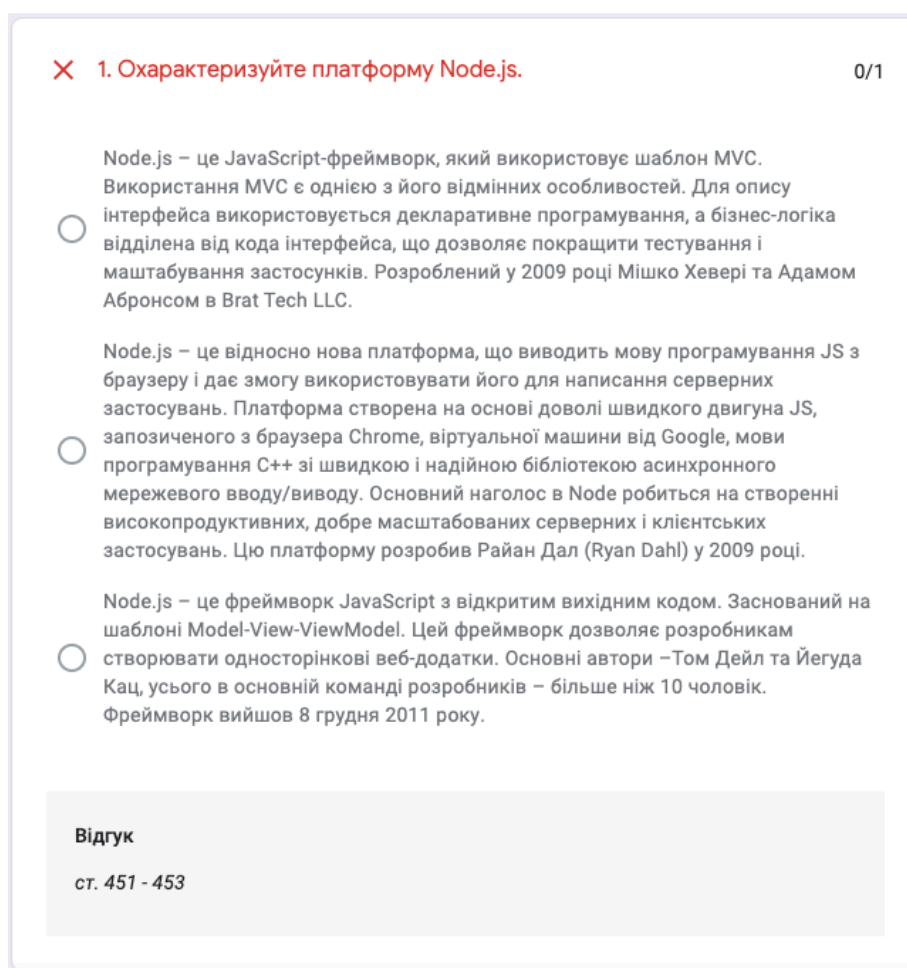 1. Охарактеризуйте платформу Node.js.
0/1
Node.js – це JavaScript-фреймворк, який використовує шаблон MVC.
Використання MVC є однією з його відмінних особливостей. Для опису
інтерфейса використовується декларативне програмування, а бізнес-логіка
відділена від кода інтерфейса, що дозволяє покращити тестування і
маштабування застосунків. Розроблений у 2009 році Мішко Хевері та Адамом
Абронсом в Brat Tech LLC.
Node.js – це відносно нова платформа, що виводить мову програмування JS з
браузеру і дає змогу використовувати його для написання серверних
застосувань. Платформа створена на основі доволі швидкого двигуна JS,
запозиченого з браузера Chrome, віртуальної машини від Google, мови
програмування C++ зі швидкою і надійною бібліотекою асинхронного
мережевого вводу/виводу. Основний наголос в Node робиться на створенні
високопродуктивних, добре масштабованих серверних і клієнтських
застосувань. Цю платформу розробив Райан Дал (Ryan Dahl) у 2009 році.
Node.js – це фреймворк JavaScript з відкритим вихідним кодом. Заснований на
шаблоні Model-View-ViewModel. Цей фреймворк дозволяє розробникам
створювати односторінкові веб-додатки. Основні автори –Том Дейл та Йегуда
Кац, усього в основній команді розробників – більше ніж 10 чоловік.
Фреймворк вийшов 8 грудня 2011 року.
Відгук
ст. 451 - 453